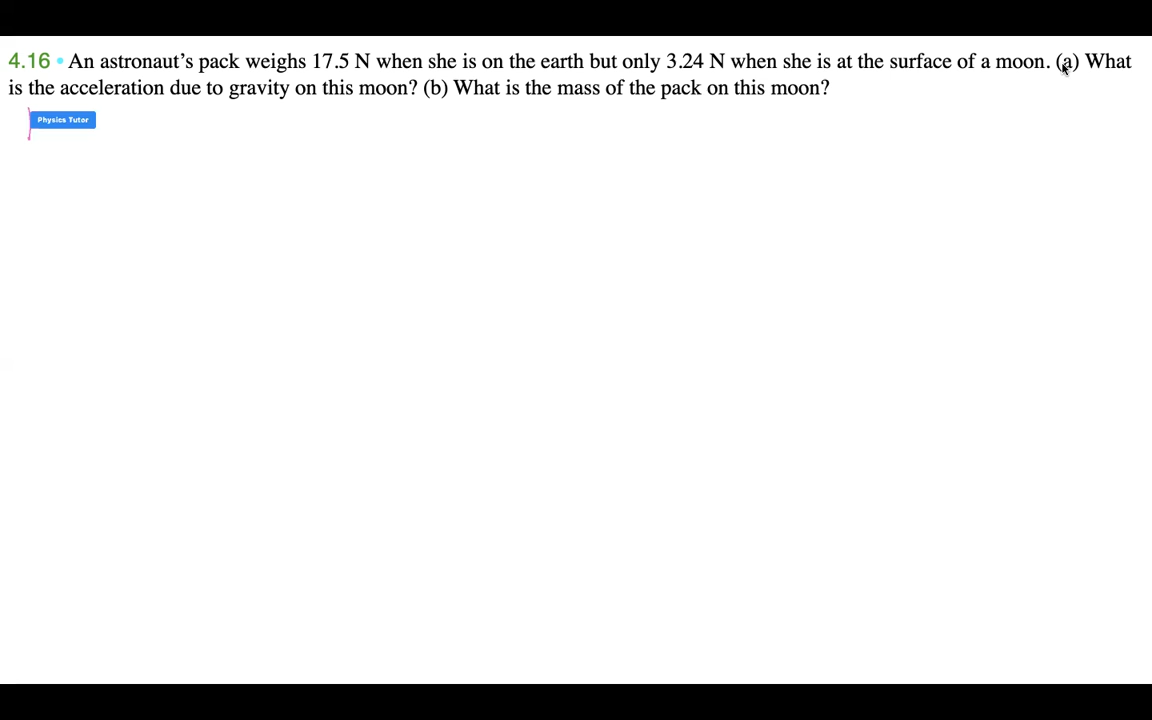 4.16 • An astronaut’s pack weighs 17.5 N when she is on the earth but only 3.24 N when she is at the surface of a moon. (a) What
is the acceleration due to gravity on this moon? (b) What is the mass of the pack on this moon?
Physics Tutor